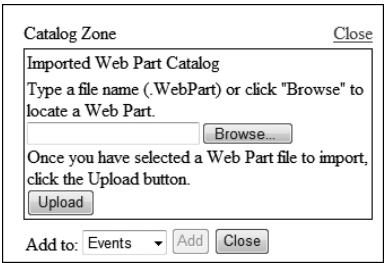 Catalog Zone Close
Imported Web Part Catalog
Type a file name (.WebPart) or click "Browse" to
locate a Web Part.
Browse...
Once you have selected a Web Part file to import,
click the Upload button.
Upload
Add to: Events Add Close